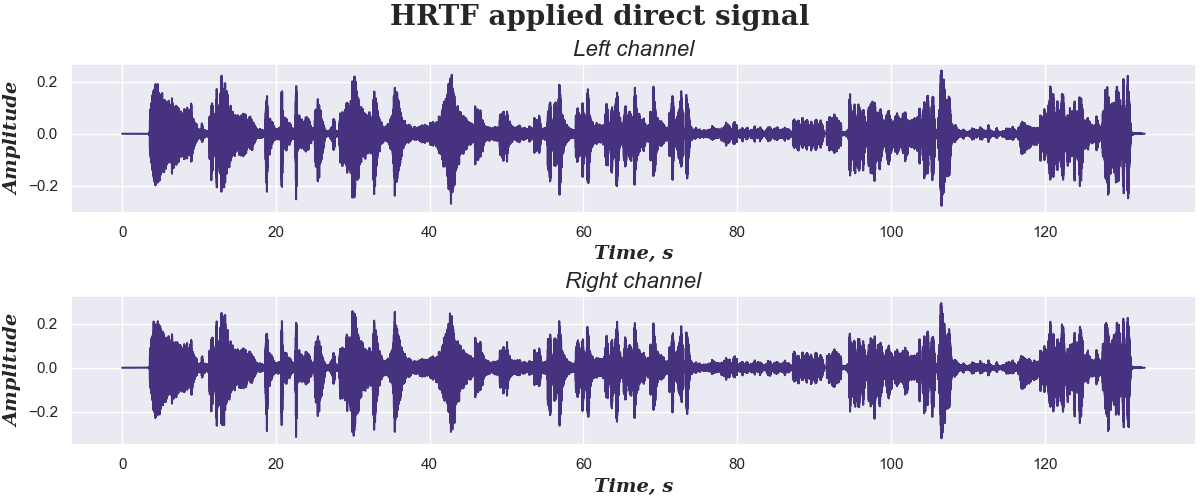 HRTF applied direct signal
Left channel
Amplitude
0.2
0.0
−0.2
0 20 40 60 80 100 120
Time, s
Right channel
Amplitude
0.2
0.0
−0.2
0 20 40 60 80 100 120
Time, s